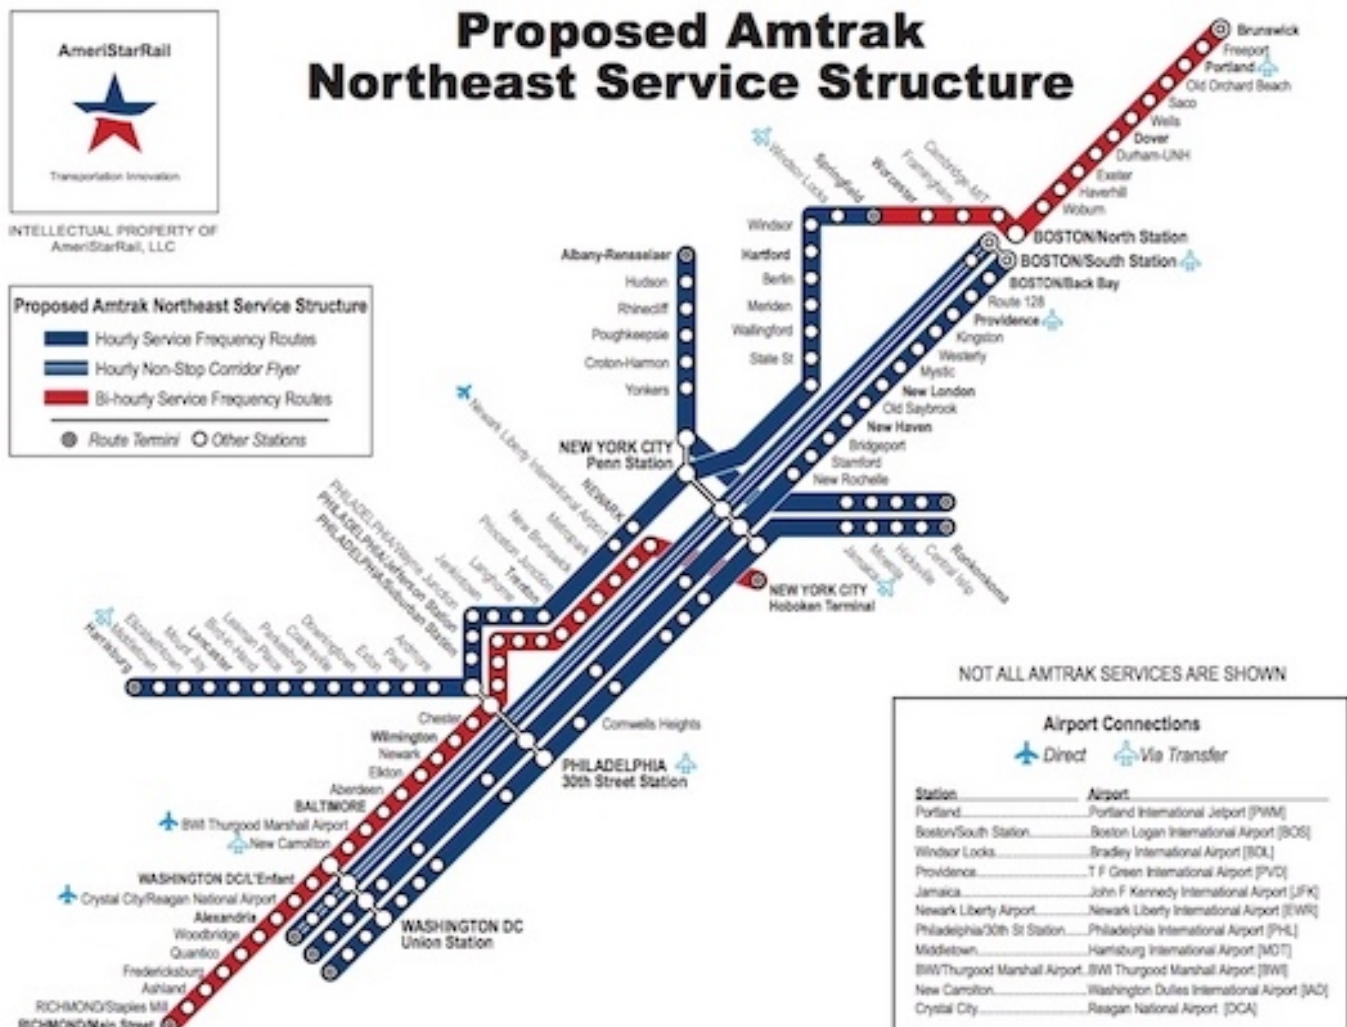 Proposed Amtrak
Northeast Service Structure
AmeriStarRail
Transportation Innovation
INTELLECTUAL PROPERTY OF
AmeriStarRail, LLC
Proposed Amtrak Northeast Service Structure
Hourly Service Frequency Routes
Hourly Non-Stop Corridor Flyer
Bi-hourly Service Frequency Routes
Route Termini
Other Stations
Brunswick
Freeport
Portland
Old Orchard Beach
Saco
Wells
Dover
Durham-UNH
Exeter
Haverhill
Woburn
BOSTON/North Station
BOSTON/South Station
BOSTON/Back Bay
Route 128
Providence
Kingston
Westerly
Mystic
New London
Old Saybrook
New Haven
Bridgeport
Stamford
New Rochelle
Cambridge-MIT
Framingham
Worcester
Springfield
Windsor Locks
Windsor
Hartford
Berlin
Meriden
Wallingford
State St
Albany-Rensselaer
Hudson
Rhinecliff
Poughkeepsie
Croton-Harmon
Yonkers
NEW YORK CITY
Penn Station
Jamaica
Mineola
Hicksville
Central Islip
Ronkonkoma
NEW YORK CITY
Hoboken Terminal
NEWARK
Newark Liberty International Airport
Metropark
New Brunswick
Princeton Junction
Trenton
Langhorne
Jenkintown
PHILADELPHIA/Wayne Junction
PHILADELPHIA/Jefferson Station
PHILADELPHIA/Suburban Station
Harrisburg
Middletown
Elizabethtown
Mount Joy
Lancaster
Bird-in-Hand
Leaman Place
Parkesburg
Coatesville
Downingtown
Exton
Paoli
Ardmore
Cornwells Heights
PHILADELPHIA
30th Street Station
Chester
Wilmington
Newark
Elkton
Aberdeen
BALTIMORE
BWI Thurgood Marshall Airport
New Carrollton
WASHINGTON DC/L'Enfant
Crystal City/Reagan National Airport
Alexandria
Woodbridge
Quantico
Fredericksburg
Ashland
RICHMOND/Staples Mill
RICHMOND/Main Street
WASHINGTON DC
Union Station
NOT ALL AMTRAK SERVICES ARE SHOWN
Airport Connections
Direct
Via Transfer
Station Airport
Portland Portland International Jetport [PWM]
Boston/South Station Boston Logan International Airport [BOS]
Windsor Locks Bradley International Airport [BDL]
Providence T F Green International Airport [PVD]
Jamaica John F Kennedy International Airport [JFK]
Newark Liberty Airport Newark Liberty International Airport [EWR]
Philadelphia/30th St Station Philadelphia International Airport [PHL]
Middletown Harrisburg International Airport [MDT]
BWI/Thurgood Marshall Airport BWI Thurgood Marshall Airport [BWI]
New Carrollton Washington Dulles International Airport [IAD]
Crystal City Reagan National Airport [DCA]